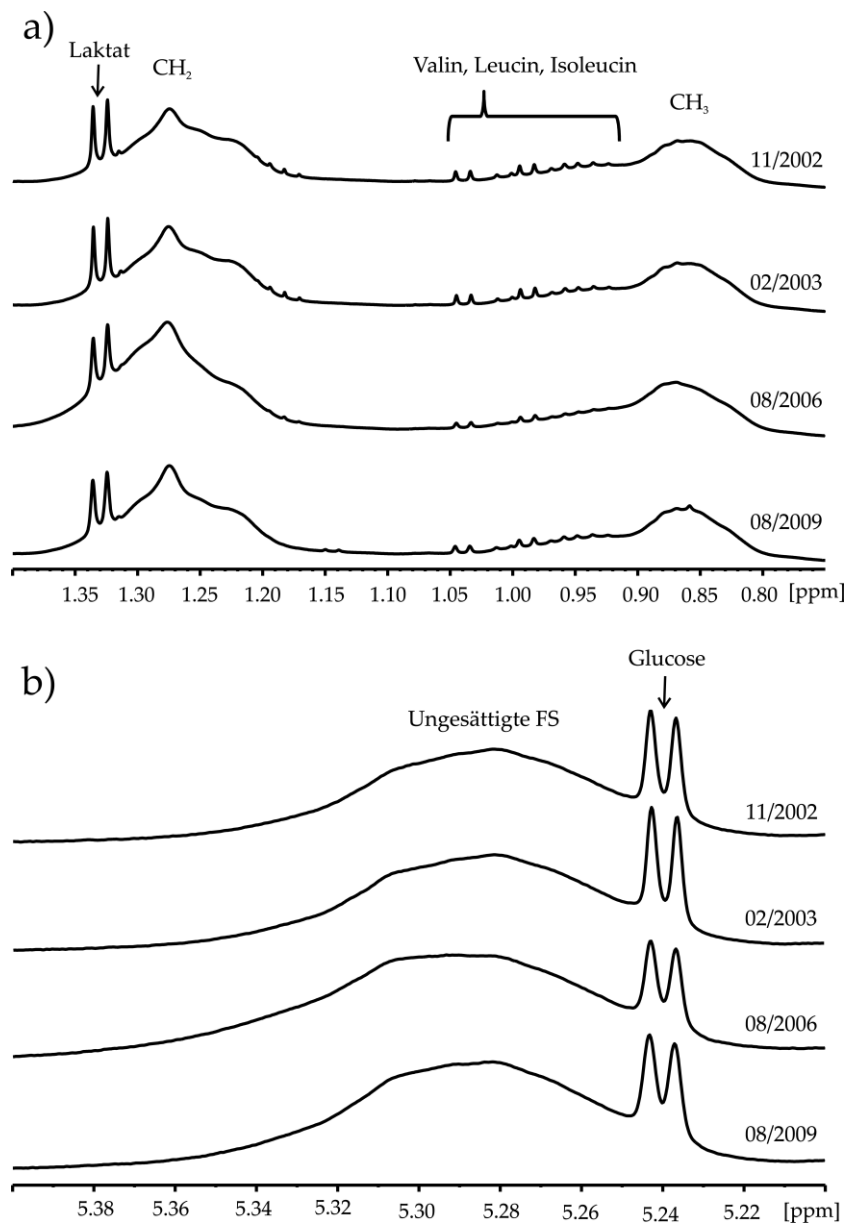 a)
Laktat
CH₂
Valin, Leucin, Isoleucin
CH₃
11/2002
02/2003
08/2006
08/2009
1.35 1.30 1.25 1.20 1.15 1.10 1.05 1.00 0.95 0.90 0.85 0.80 [ppm]
b)
Glucose
Ungesättigte FS
11/2002
02/2003
08/2006
08/2009
5.38 5.36 5.34 5.32 5.30 5.28 5.26 5.24 5.22 [ppm]